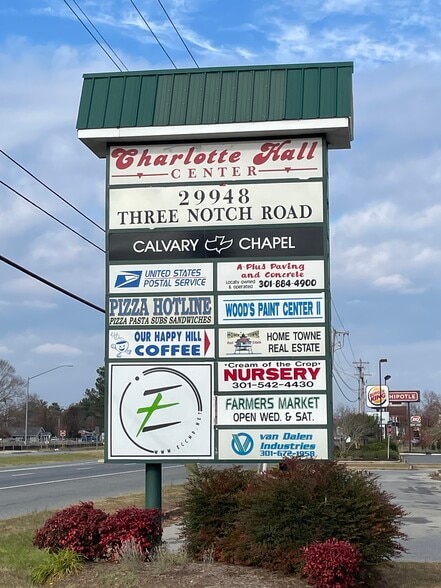 Charlotte Hall
CENTER
29948
THREE NOTCH ROAD
CALVARY CHAPEL
UNITED STATES
POSTAL SERVICE
A Plus Paving
and Concrete
Locally owned
& operated
301-884-4900
PIZZA HOTLINE
PIZZA PASTA SUBS SANDWICHES
WOOD'S PAINT CENTER II
OUR HAPPY HILL
COFFEE
HOME TOWNE
REAL ESTATE
"Cream of the Crop"
NURSERY
301-542-4430
FARMERS MARKET
OPEN WED. & SAT.
van Dalen
Industries
301-672-1958
CHIPOTLE